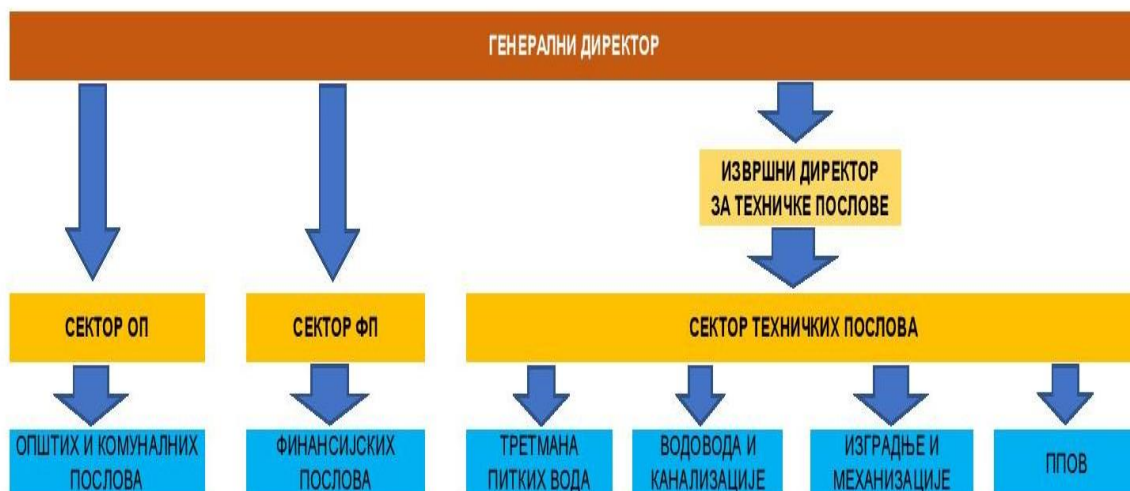 ГЕНЕРАЛНИ ДИРЕКТОР
ИЗВРШНИ ДИРЕКТОР
ЗА ТЕХНИЧКЕ ПОСЛОВЕ
СЕКТОР ОП
СЕКТОР ФП
СЕКТОР ТЕХНИЧКИХ ПОСЛОВА
ОПШТИХ И КОМУНАЛНИХ
ПОСЛОВА
ФИНАНСИЈСКИХ
ПОСЛОВА
ТРЕТМАНА
ПИТКИХ ВОДА
ВОДОВОДА И
КАНАЛИЗАЦИЈЕ
ИЗГРАДЊЕ И
МЕХАНИЗАЦИЈЕ
ППОВ